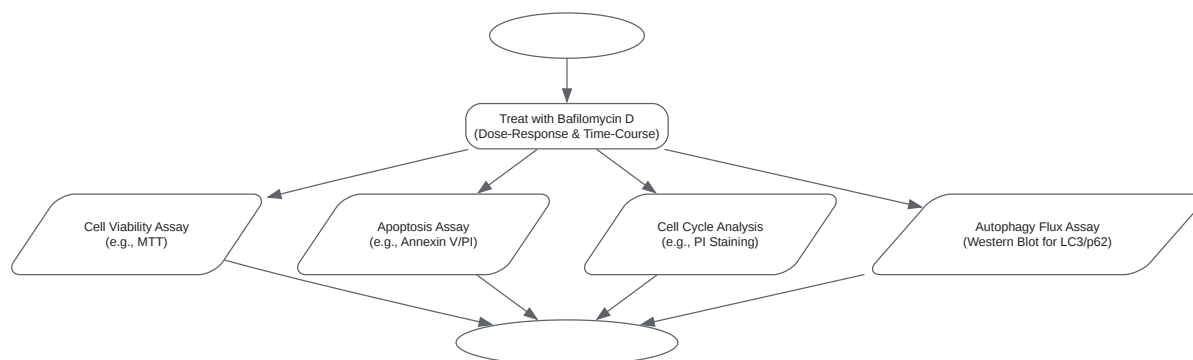 Treat with Bafilomycin D
(Dose-Response & Time-Course)
Cell Viability Assay
(e.g., MTT)
Apoptosis Assay
(e.g., Annexin V/PI)
Cell Cycle Analysis
(e.g., PI Staining)
Autophagy Flux Assay
(Western Blot for LC3/p62)